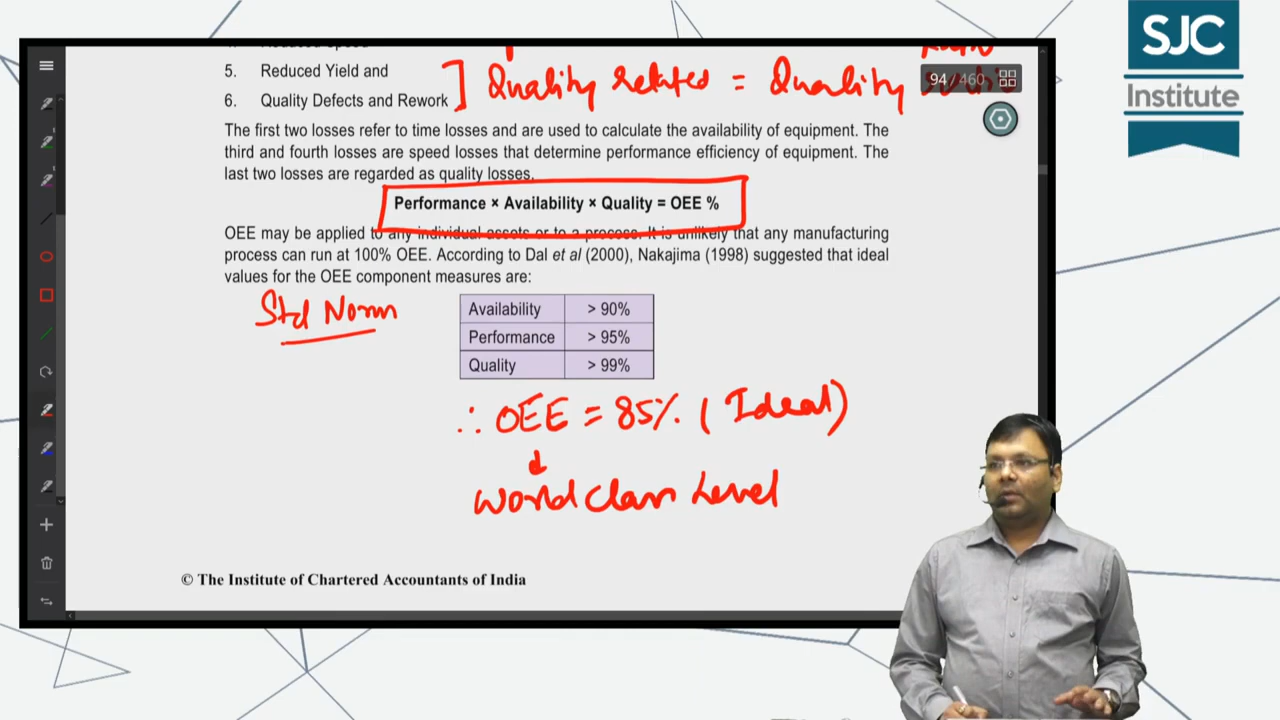 SJC
Institute
94/460
5. Reduced Yield and
6. Quality Defects and Rework
] Quality related = Quality
The first two losses refer to time losses and are used to calculate the availability of equipment. The
third and fourth losses are speed losses that determine performance efficiency of equipment. The
last two losses are regarded as quality losses.
Performance × Availability × Quality = OEE %
OEE may be applied to any individual assets or to a process. It is unlikely that any manufacturing
process can run at 100% OEE. According to Dal et al (2000), Nakajima (1998) suggested that ideal
values for the OEE component measures are:
Std Norm
Availability > 90%
Performance > 95%
Quality > 99%
∴ OEE = 85% (Ideal)
World Class Level
© The Institute of Chartered Accountants of India